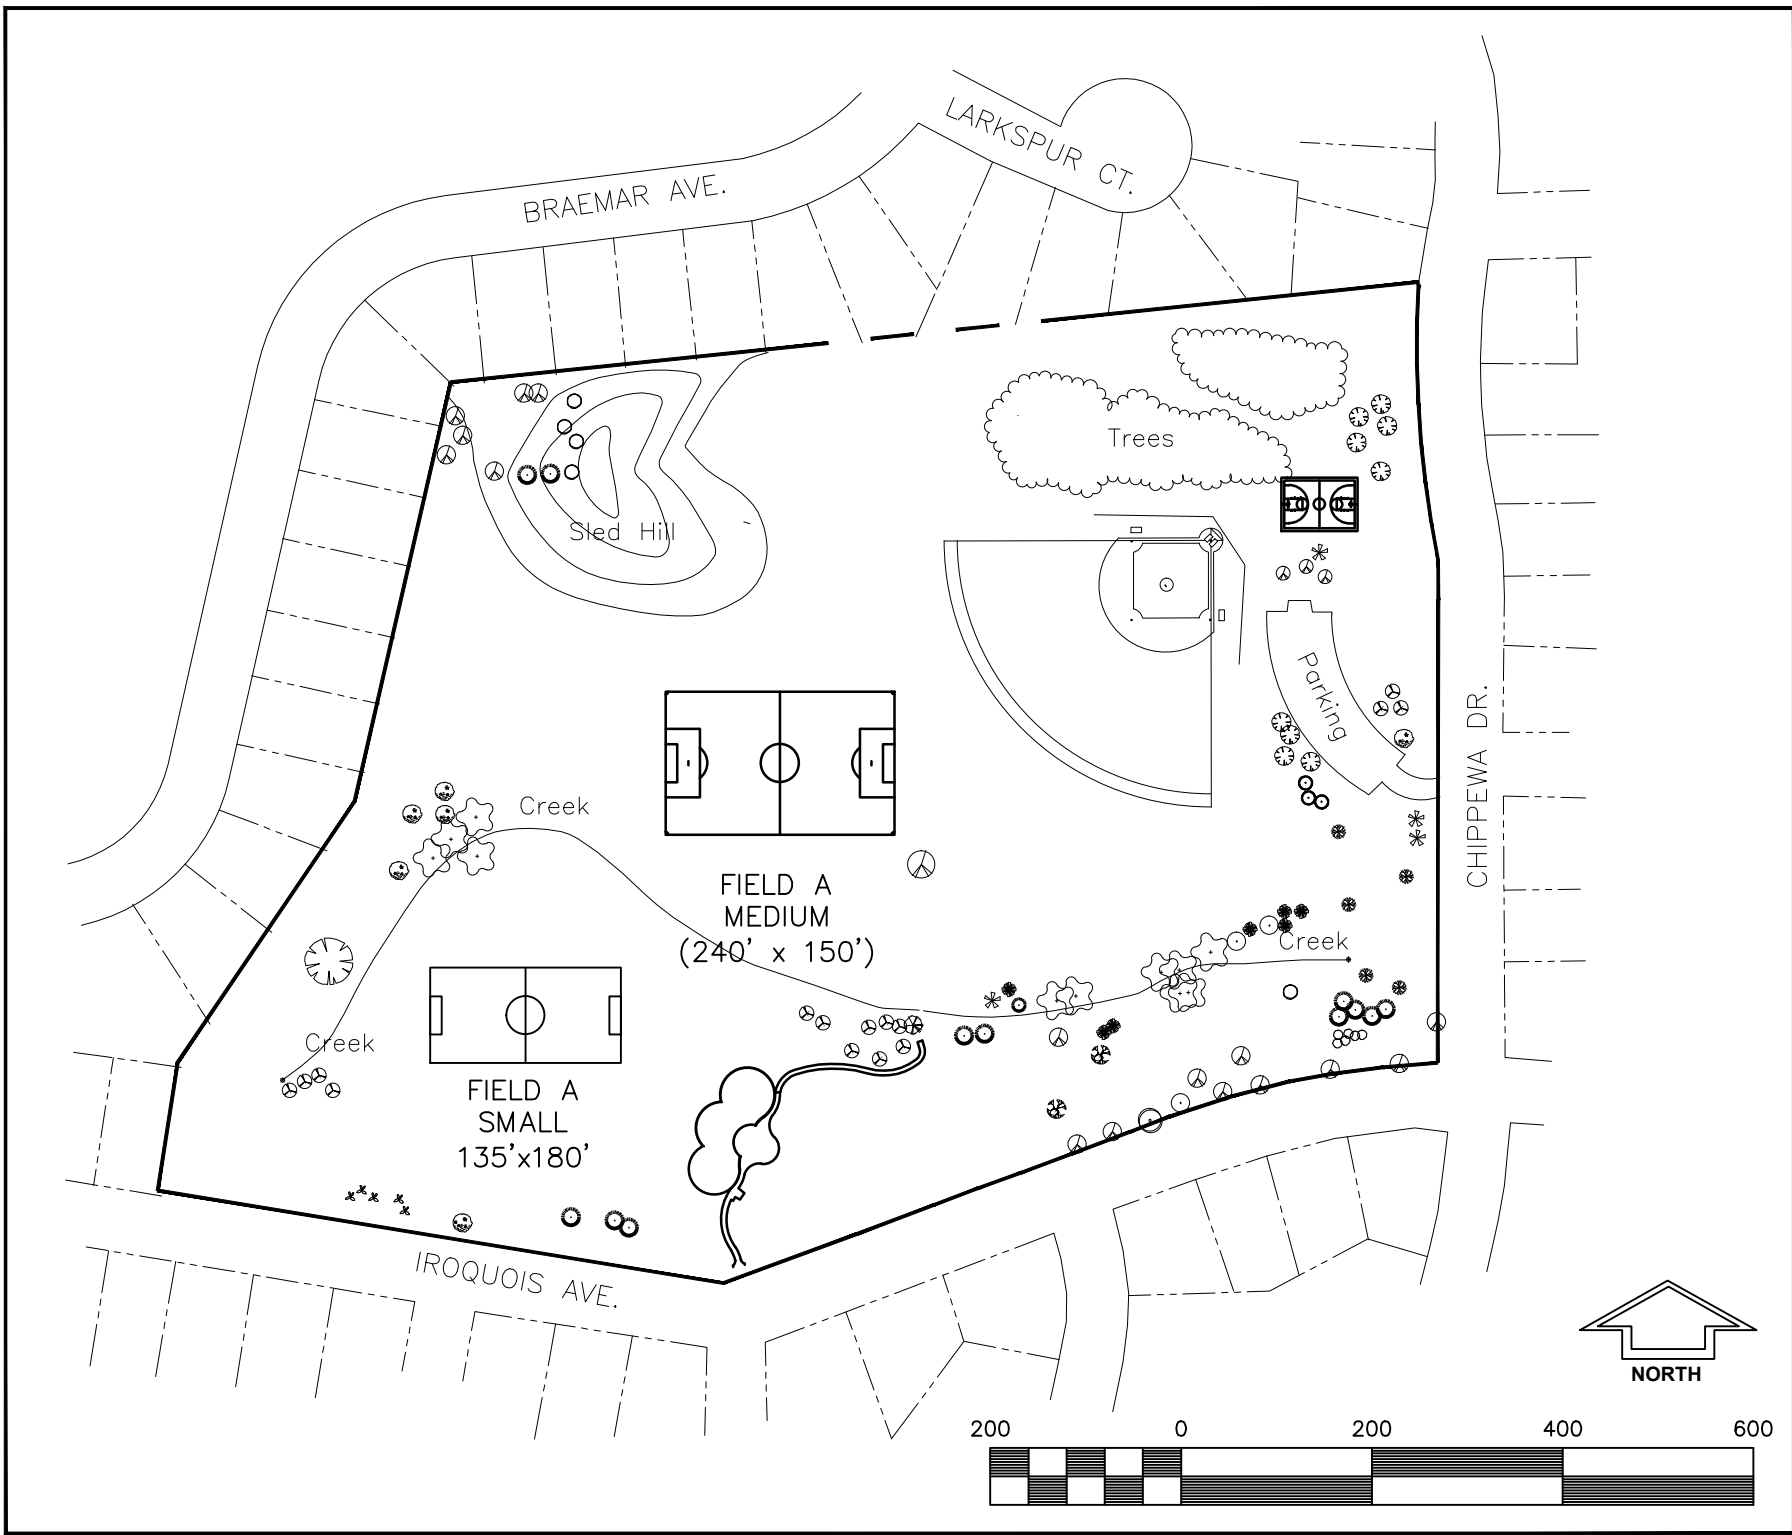 LARKSPUR CT.
BRAEMAR AVE.
Trees
Sled Hill
Parking
CHIPPEWA DR.
Creek
FIELD A
MEDIUM
(240' x 150')
Creek
Creek
FIELD A
SMALL
135'x180'
IROQUOIS AVE.
NORTH
200 0 200 400 600